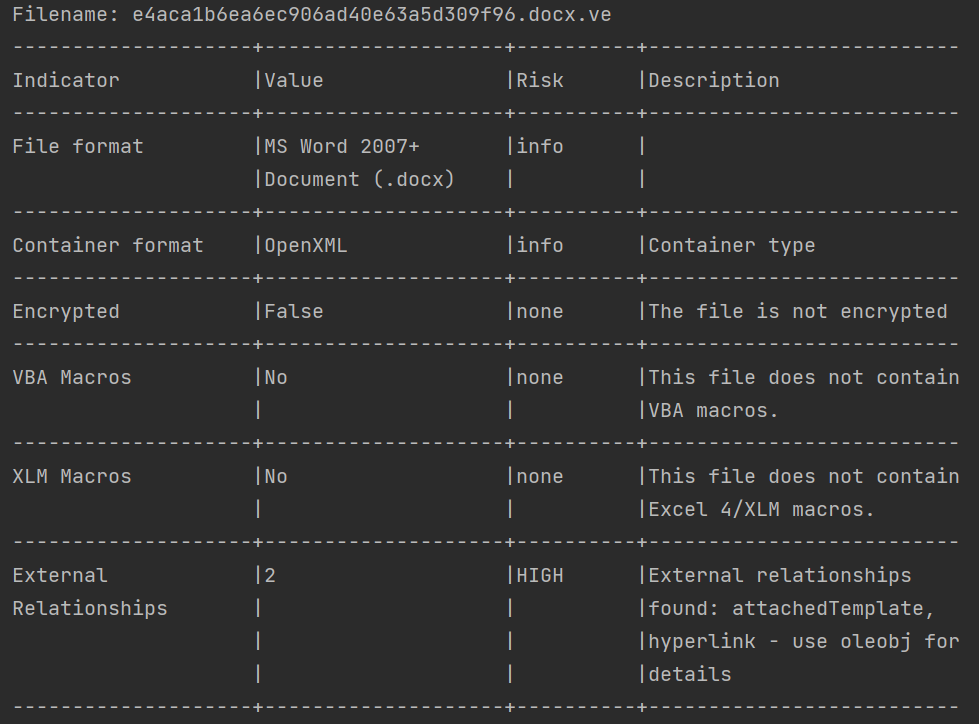 Filename: e4aca1b6ea6ec906ad40e63a5d309f96.docx.ve
--------------------+--------------------+----------+--------------------------
Indicator           |Value               |Risk      |Description
--------------------+--------------------+----------+--------------------------
File format         |MS Word 2007+       |info      |
                    |Document (.docx)    |          |
--------------------+--------------------+----------+--------------------------
Container format    |OpenXML             |info      |Container type
--------------------+--------------------+----------+--------------------------
Encrypted           |False               |none      |The file is not encrypted
--------------------+--------------------+----------+--------------------------
VBA Macros          |No                  |none      |This file does not contain
                    |                    |          |VBA macros.
--------------------+--------------------+----------+--------------------------
XLM Macros          |No                  |none      |This file does not contain
                    |                    |          |Excel 4/XLM macros.
--------------------+--------------------+----------+--------------------------
External            |2                   |HIGH      |External relationships
Relationships       |                    |          |found: attachedTemplate,
                    |                    |          |hyperlink - use oleobj for
                    |                    |          |details
--------------------+--------------------+----------+--------------------------